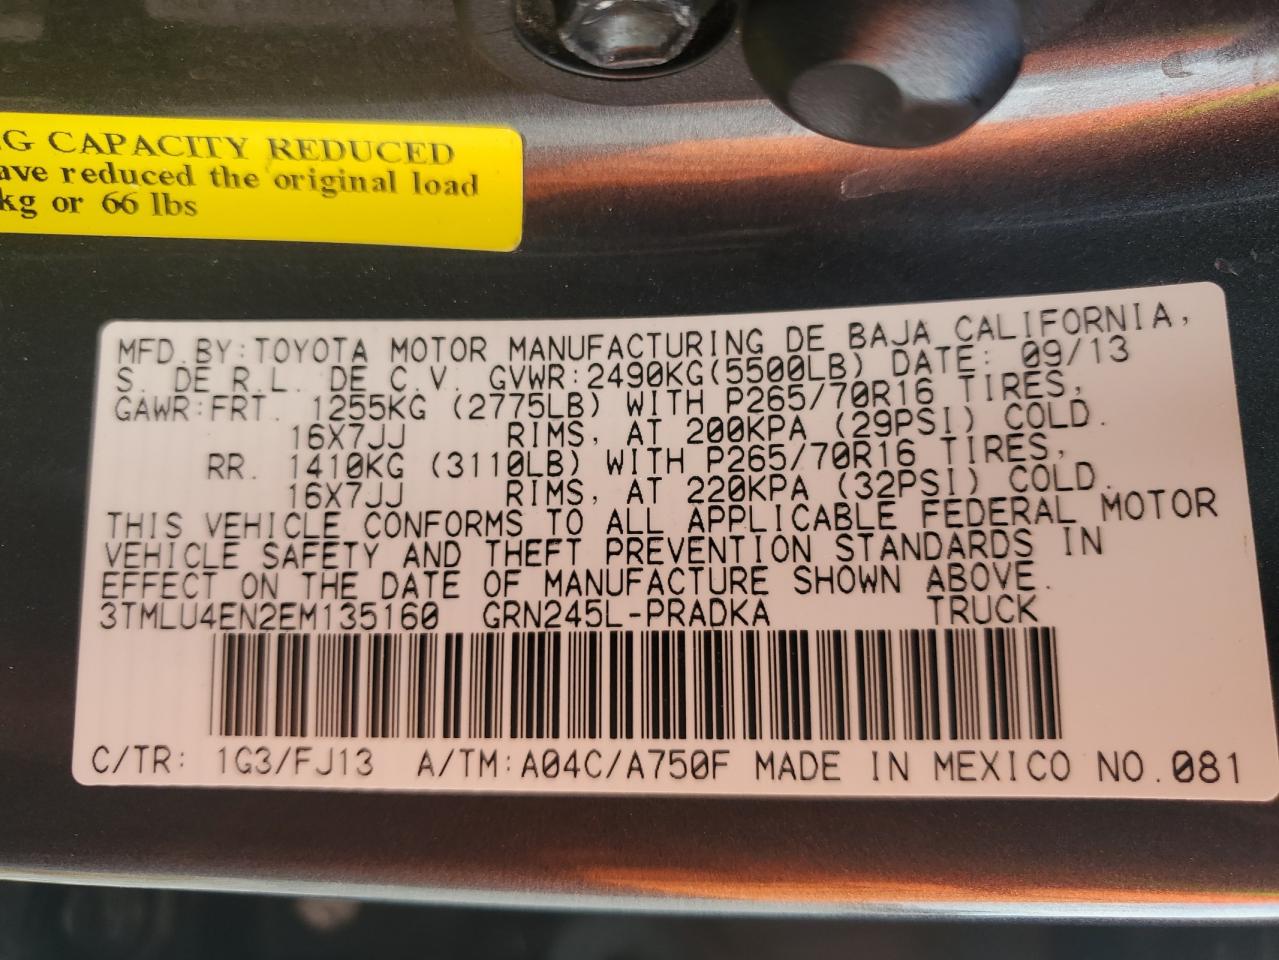 G CAPACITY REDUCED
ave reduced the original load
kg or 66 lbs
MFD.BY:TOYOTA MOTOR MANUFACTURING DE BAJA CALIFORNIA,
S. DE R.L. DE C.V. GVWR:2490KG(5500LB) DATE: 09/13
GAWR:FRT. 1255KG (2775LB) WITH P265/70R16 TIRES,
16X7JJ RIMS, AT 200KPA (29PSI) COLD.
RR. 1410KG (3110LB) WITH P265/70R16 TIRES,
16X7JJ RIMS, AT 220KPA (32PSI) COLD.
THIS VEHICLE CONFORMS TO ALL APPLICABLE FEDERAL MOTOR
VEHICLE SAFETY AND THEFT PREVENTION STANDARDS IN
EFFECT ON THE DATE OF MANUFACTURE SHOWN ABOVE.
3TMLU4EN2EM135160 GRN245L-PRADKA TRUCK
C/TR: 1G3/FJ13 A/TM:A04C/A750F MADE IN MEXICO NO.081